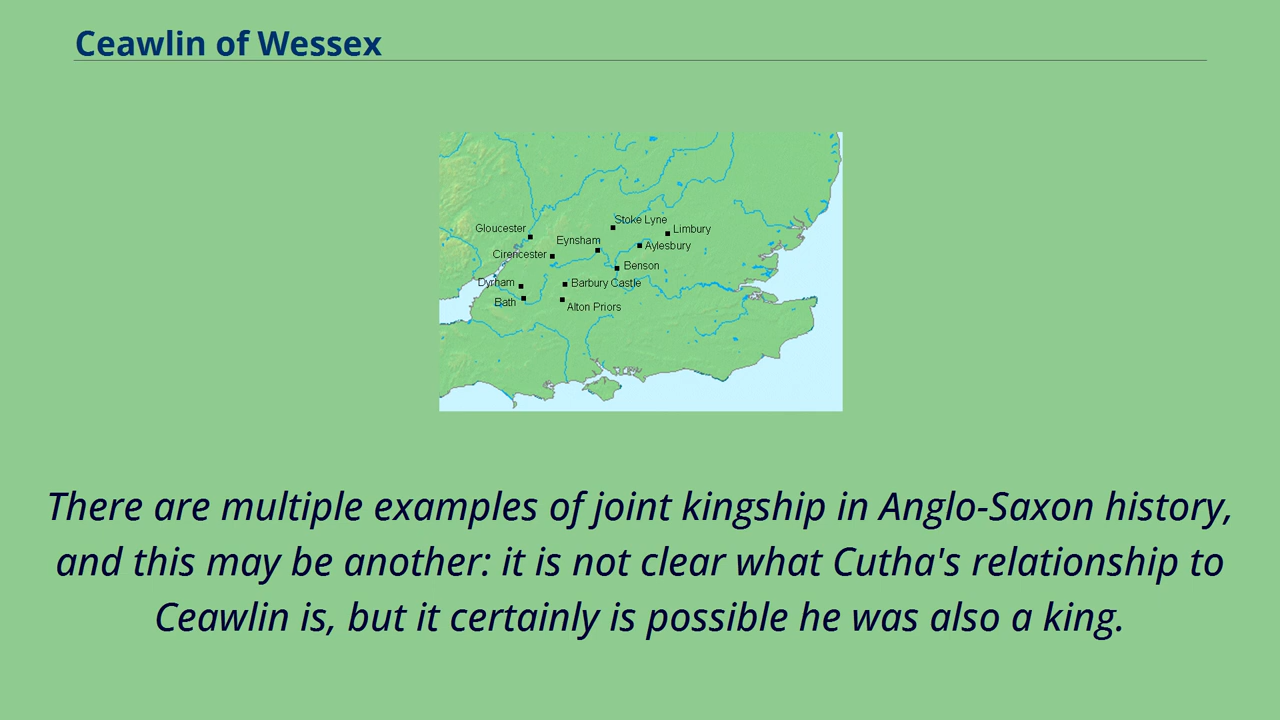 Ceawlin of Wessex
Stoke Lyne
Gloucester
Limbury
Eynsham
Aylesbury
Cirencester
Benson
Dyrham
Barbury Castle
Bath
Alton Priors
There are multiple examples of joint kingship in Anglo-Saxon history,
and this may be another: it is not clear what Cutha's relationship to
Ceawlin is, but it certainly is possible he was also a king.